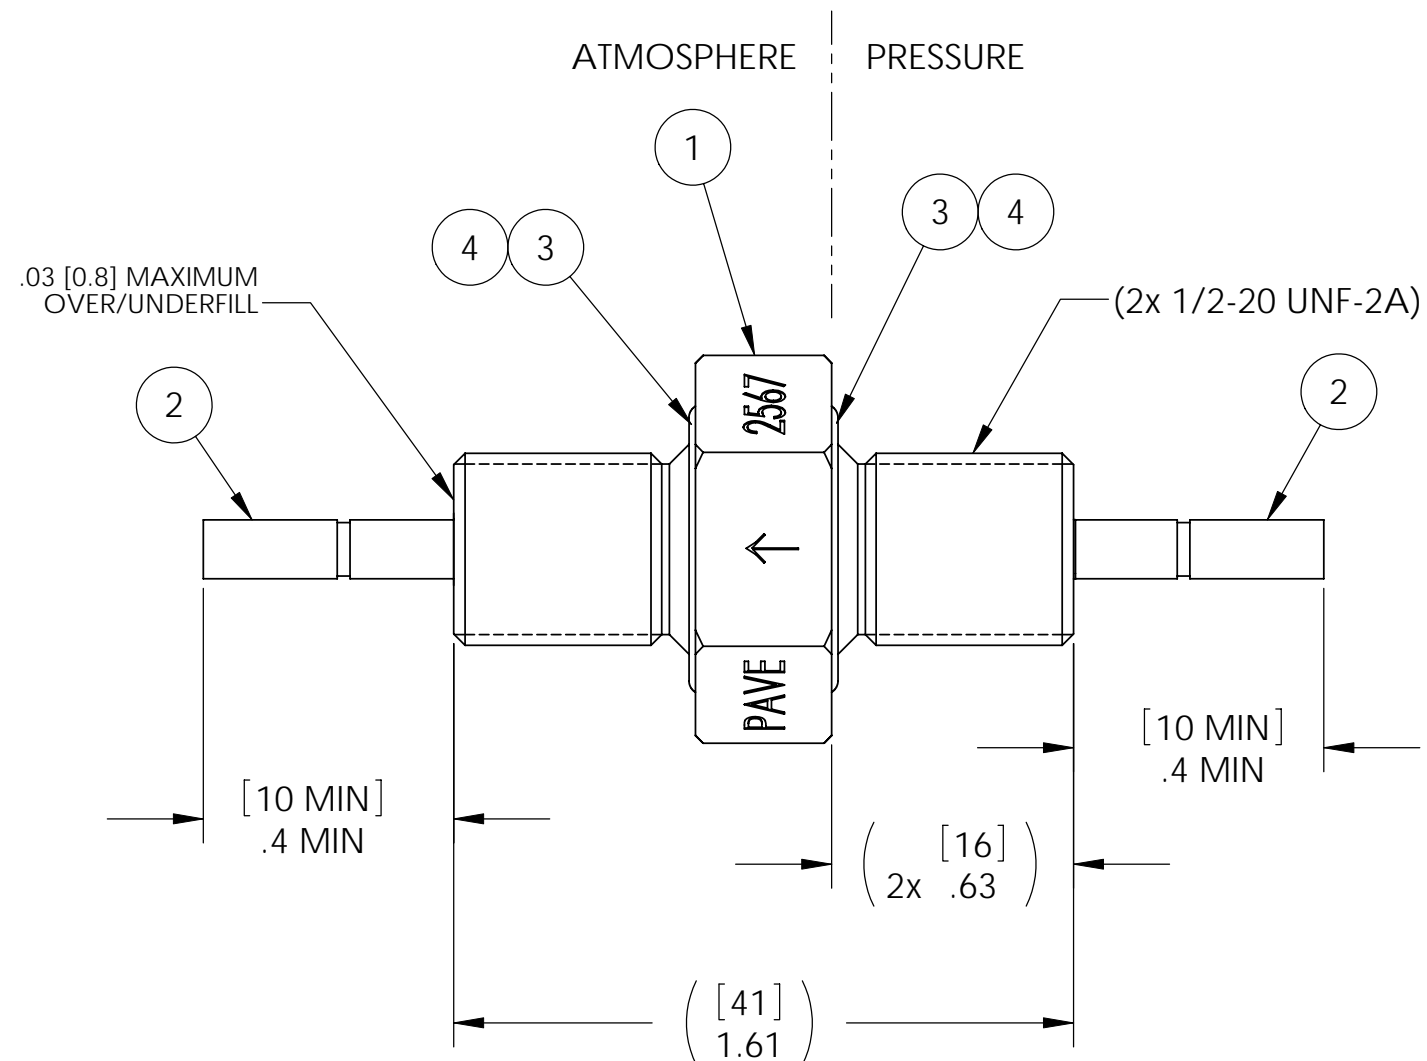 ATMOSPHERE PRESSURE
1
4 3
3 4
.03 [0.8] MAXIMUM
OVER/UNDERFILL
(2x 1/2-20 UNF-2A)
2
2
2567
PAVE
[10 MIN]
.4 MIN
[10 MIN]
.4 MIN
( [16]
2x .63 )
( [41]
1.61 )